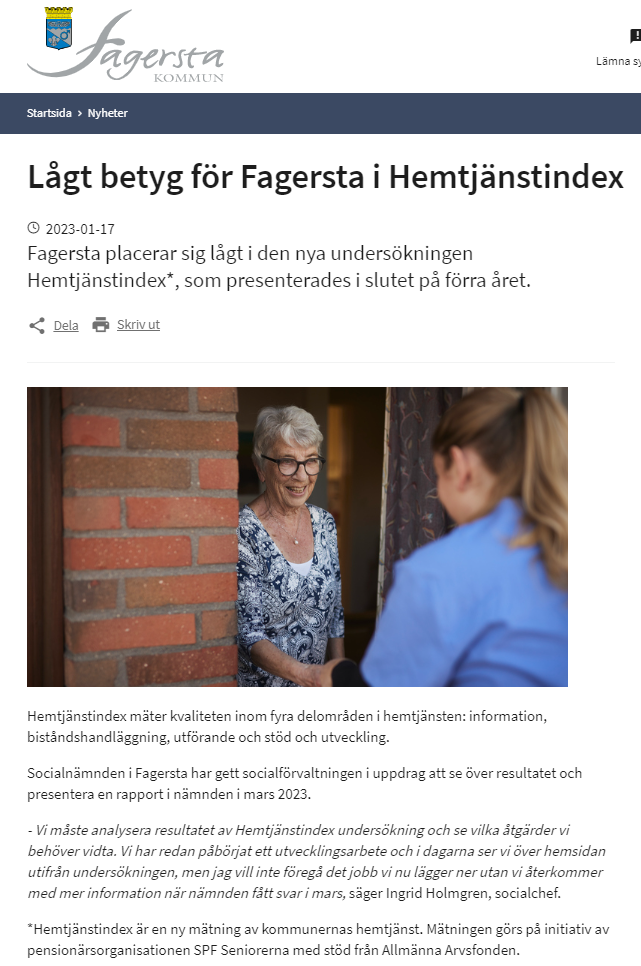 Fagersta
KOMMUN
Lämna sy
Startsida › Nyheter
Lågt betyg för Fagersta i Hemtjänstindex
2023-01-17
Fagersta placerar sig lågt i den nya undersökningen
Hemtjänstindex*, som presenterades i slutet på förra året.
Dela Skriv ut
Hemtjänstindex mäter kvaliteten inom fyra delområden i hemtjänsten: information,
biståndshandläggning, utförande och stöd och utveckling.
Socialnämnden i Fagersta har gett socialförvaltningen i uppdrag att se över resultatet och
presentera en rapport i nämnden i mars 2023.
- Vi måste analysera resultatet av Hemtjänstindex undersökning och se vilka åtgärder vi
behöver vidta. Vi har redan påbörjat ett utvecklingsarbete och i dagarna ser vi över hemsidan
utifrån undersökningen, men jag vill inte föregå det jobb vi nu lägger ner utan vi återkommer
med mer information när nämnden fått svar i mars, säger Ingrid Holmgren, socialchef.
*Hemtjänstindex är en ny mätning av kommunernas hemtjänst. Mätningen görs på initiativ av
pensionärsorganisationen SPF Seniorerna med stöd från Allmänna Arvsfonden.